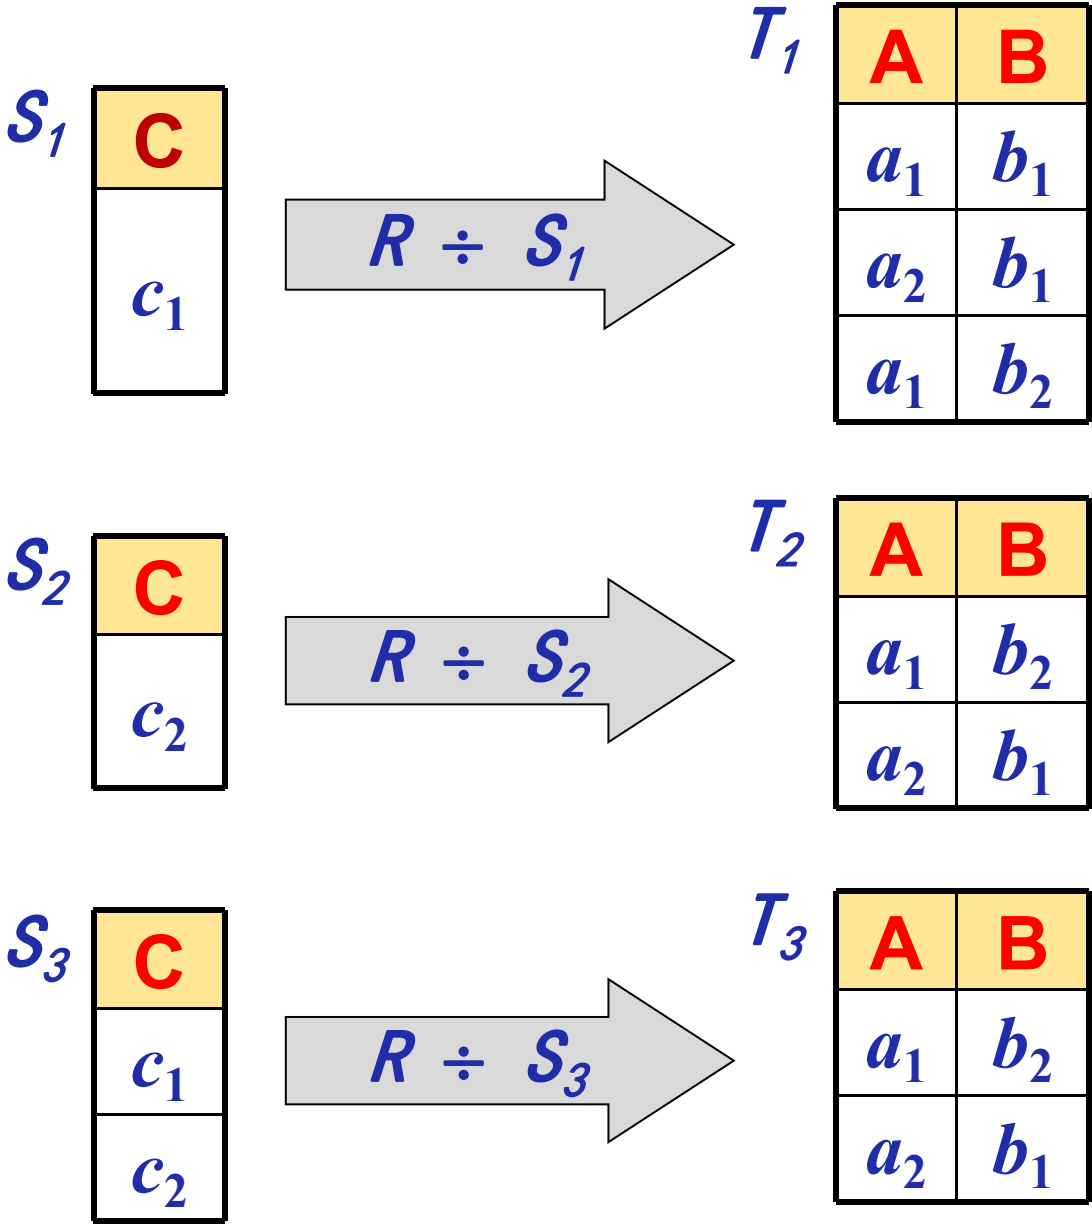 S₁
C
c₁
R ÷ S₁
T₁
A B
a₁ b₁
a₂ b₁
a₁ b₂
S₂
C
c₂
R ÷ S₂
T₂
A B
a₁ b₂
a₂ b₁
S₃
C
c₁
c₂
R ÷ S₃
T₃
A B
a₁ b₂
a₂ b₁